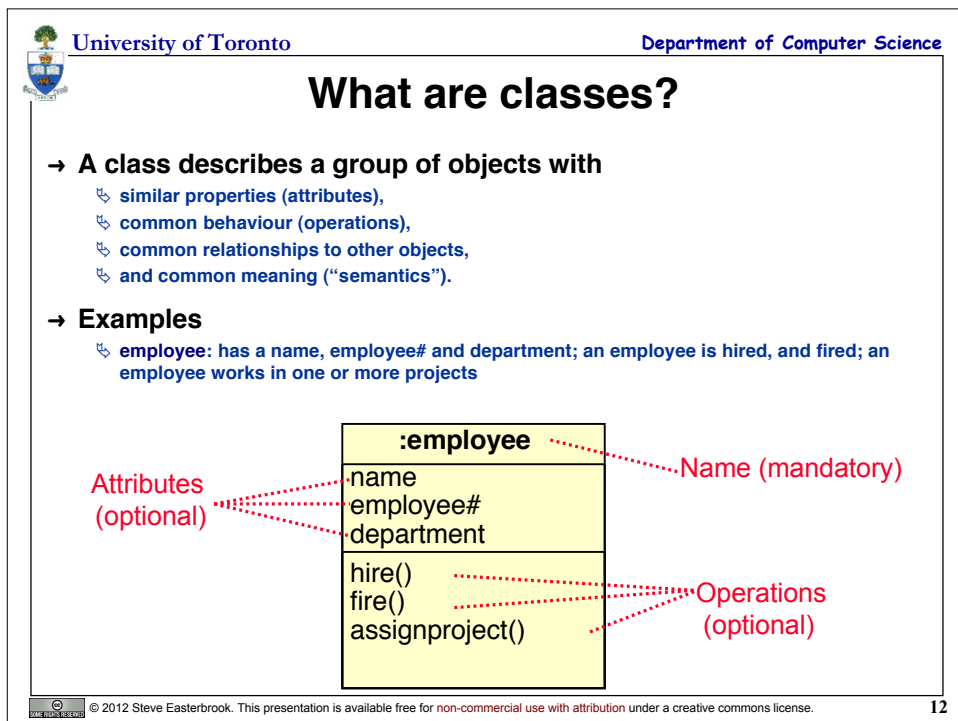 University of Toronto
Department of Computer Science
What are classes?
→ A class describes a group of objects with
similar properties (attributes),
common behaviour (operations),
common relationships to other objects,
and common meaning (“semantics”).
→ Examples
employee: has a name, employee# and department; an employee is hired, and fired; an
employee works in one or more projects
:employee
Name (mandatory)
Attributes
(optional)
name
employee#
department
hire()
fire()
assignproject()
Operations
(optional)
© 2012 Steve Easterbrook. This presentation is available free for non-commercial use with attribution under a creative commons license.
12